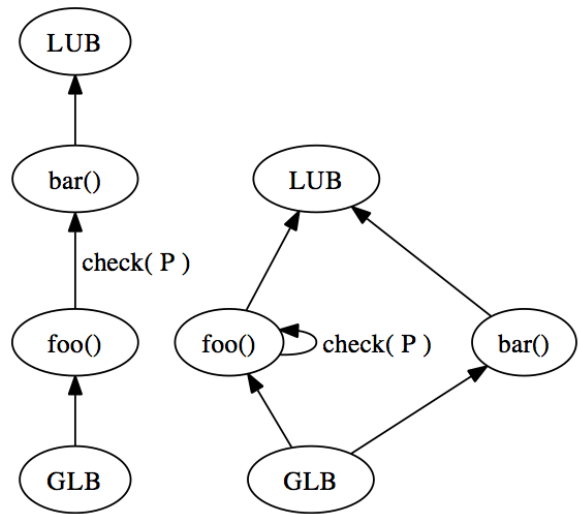 LUB
bar()
check( P )
foo()
GLB
LUB
foo()
check( P )
bar()
GLB